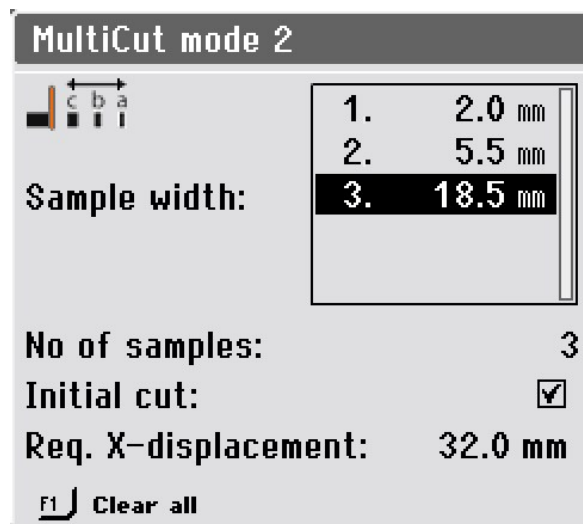 MultiCut mode 2
c b a
1. 2.0 mm
2. 5.5 mm
Sample width:
3. 18.5 mm
No of samples: 3
Initial cut:
Req. X-displacement: 32.0 mm
F1 Clear all